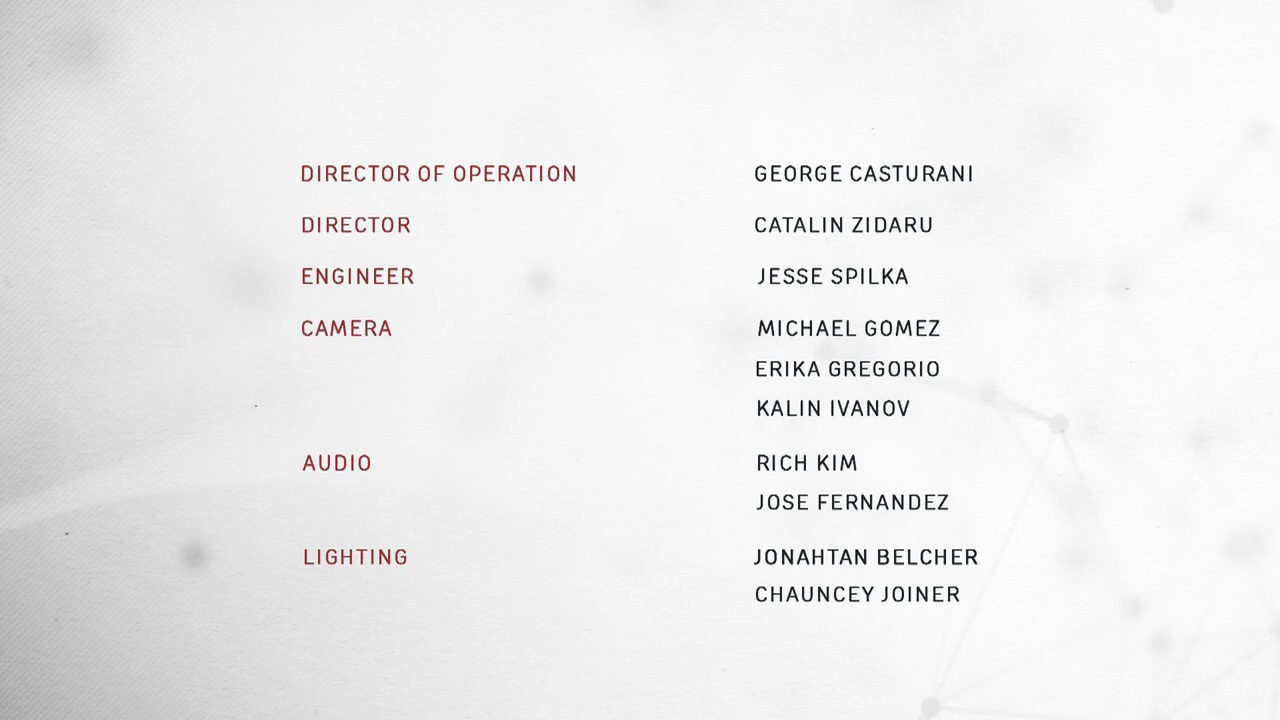 DIRECTOR OF OPERATION GEORGE CASTURANI
DIRECTOR CATALIN ZIDARU
ENGINEER JESSE SPILKA
CAMERA MICHAEL GOMEZ
ERIKA GREGORIO
KALIN IVANOV
AUDIO RICH KIM
JOSE FERNANDEZ
LIGHTING JONAHTAN BELCHER
CHAUNCEY JOINER